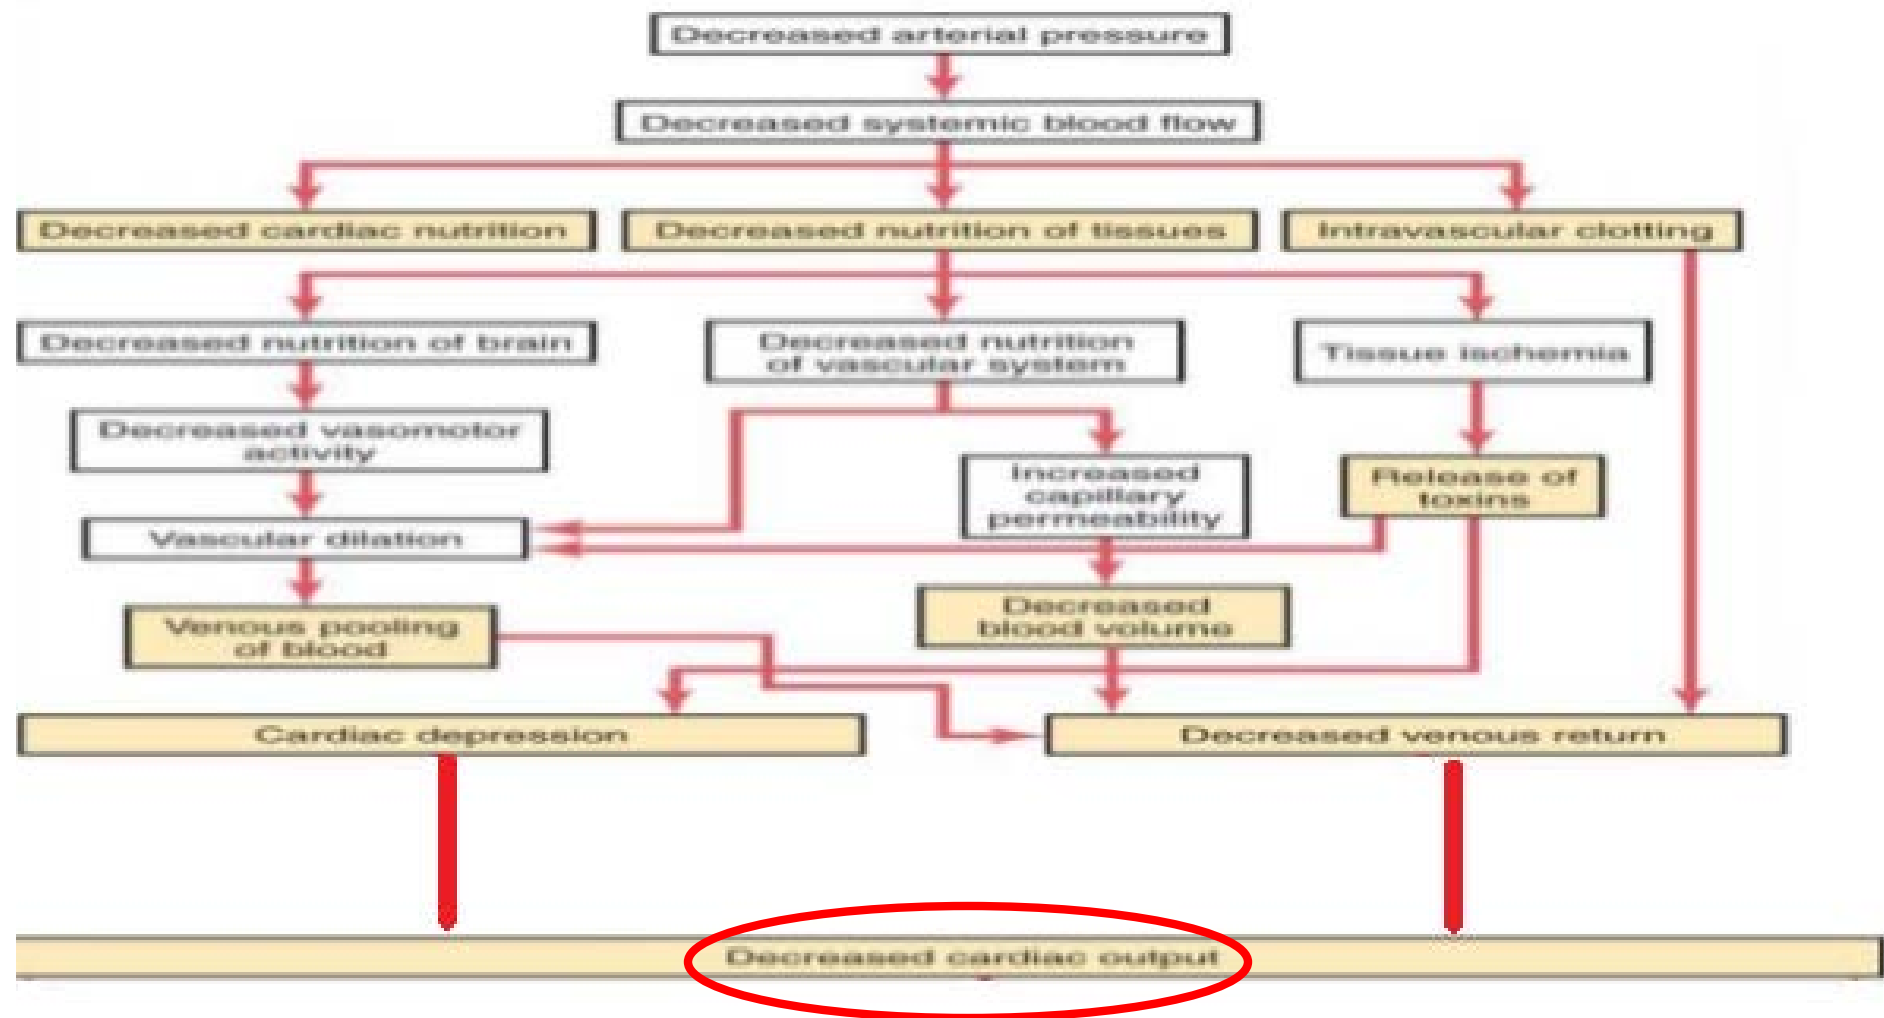 Decreased arterial pressure
Decreased systemic blood flow
Decreased cardiac nutrition
Decreased nutrition of tissues
Intravascular clotting
Decreased nutrition of brain
Decreased nutrition
of vascular system
Tissue ischemia
Decreased vasomotor
activity
Increased
capillary
permeability
Release of
toxins
Vascular dilation
Venous pooling
of blood
Decreased
blood volume
Cardiac depression
Decreased venous return
Decreased cardiac output